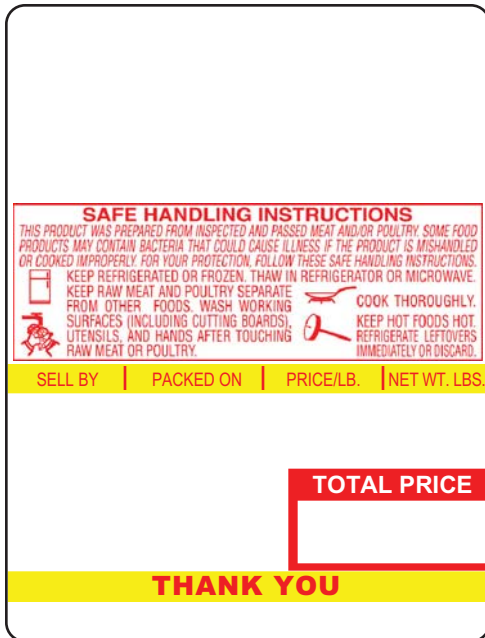 SAFE HANDLING INSTRUCTIONS
THIS PRODUCT WAS PREPARED FROM INSPECTED AND PASSED MEAT AND/OR POULTRY. SOME FOOD
PRODUCTS MAY CONTAIN BACTERIA THAT COULD CAUSE ILLNESS IF THE PRODUCT IS MISHANDLED
OR COOKED IMPROPERLY. FOR YOUR PROTECTION, FOLLOW THESE SAFE HANDLING INSTRUCTIONS.
KEEP REFRIGERATED OR FROZEN. THAW IN REFRIGERATOR OR MICROWAVE.
KEEP RAW MEAT AND POULTRY SEPARATE
FROM OTHER FOODS. WASH WORKING
SURFACES (INCLUDING CUTTING BOARDS),
UTENSILS, AND HANDS AFTER TOUCHING
RAW MEAT OR POULTRY.
COOK THOROUGHLY.
KEEP HOT FOODS HOT.
REFRIGERATE LEFTOVERS
IMMEDIATELY OR DISCARD.
SELL BY | PACKED ON | PRICE/LB. | NET WT. LBS.
TOTAL PRICE
THANK YOU